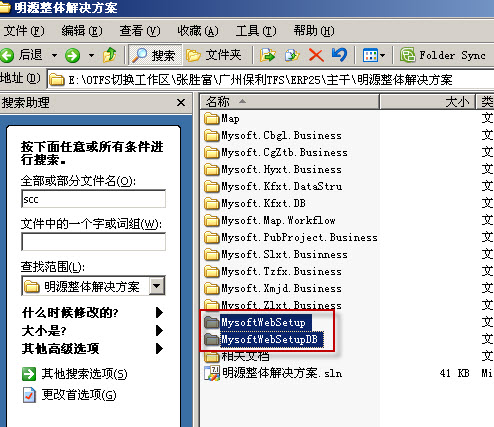 明源整体解决方案
文件(F) 编辑(E) 查看(V) 收藏(A) 工具(T) 帮助(H)
后退 搜索 文件夹 Folder Sync
地址(D) E:\OTFS切换工作区\张胜富\广州保利TFS\ERP25\主干\明源整体解决方案
搜索助理
名称 大小 类
按下面任意或所有条件进行搜索。
全部或部分文件名(O):
scc
文件中的一个字或词组(W):
查找范围(L):
明源整体解决方案
什么时候修改的?
大小是?
其他高级选项
其他搜索选项(S)
更改首选项(G)
Map 文
Mysoft.Cbgl.Business 文
Mysoft.CgZtb.Business 文
Mysoft.Hyxt.Business 文
Mysoft.Kfxt.DataStru 文
Mysoft.Kfxt.DB 文
Mysoft.Map.Workflow 文
Mysoft.PubProject.Business 文
Mysoft.Slxt.Businness 文
Mysoft.Tzfx.Business 文
Mysoft.Xmjd.Business 文
Mysoft.Zlxt.Business 文
MysoftWebSetup 文
MysoftWebSetupDB 文
相关文档 文
明源整体解决方案.sln 41 KB Mi